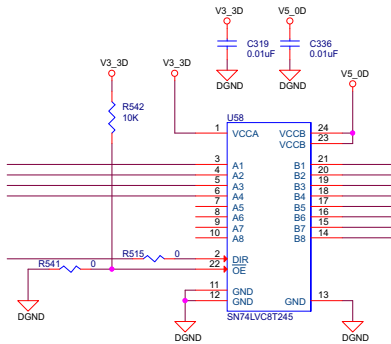 V3_3D V5_0D
C319 C336
0.01uF 0.01uF
V3_3D V3_3D V5_0D
DGND DGND
R542
10K
U58
1 VCCA VCCB 24
VCCB 23
3 A1 B1 21
4 A2 B2 20
5 A3 B3 19
6 A4 B4 18
7 A5 B5 17
8 A6 B6 16
9 A7 B7 15
10 A8 B8 14
R515 0 2 DIR
R541 0 22 OE
11 GND
12 GND GND 13
SN74LVC8T245
DGND DGND DGND